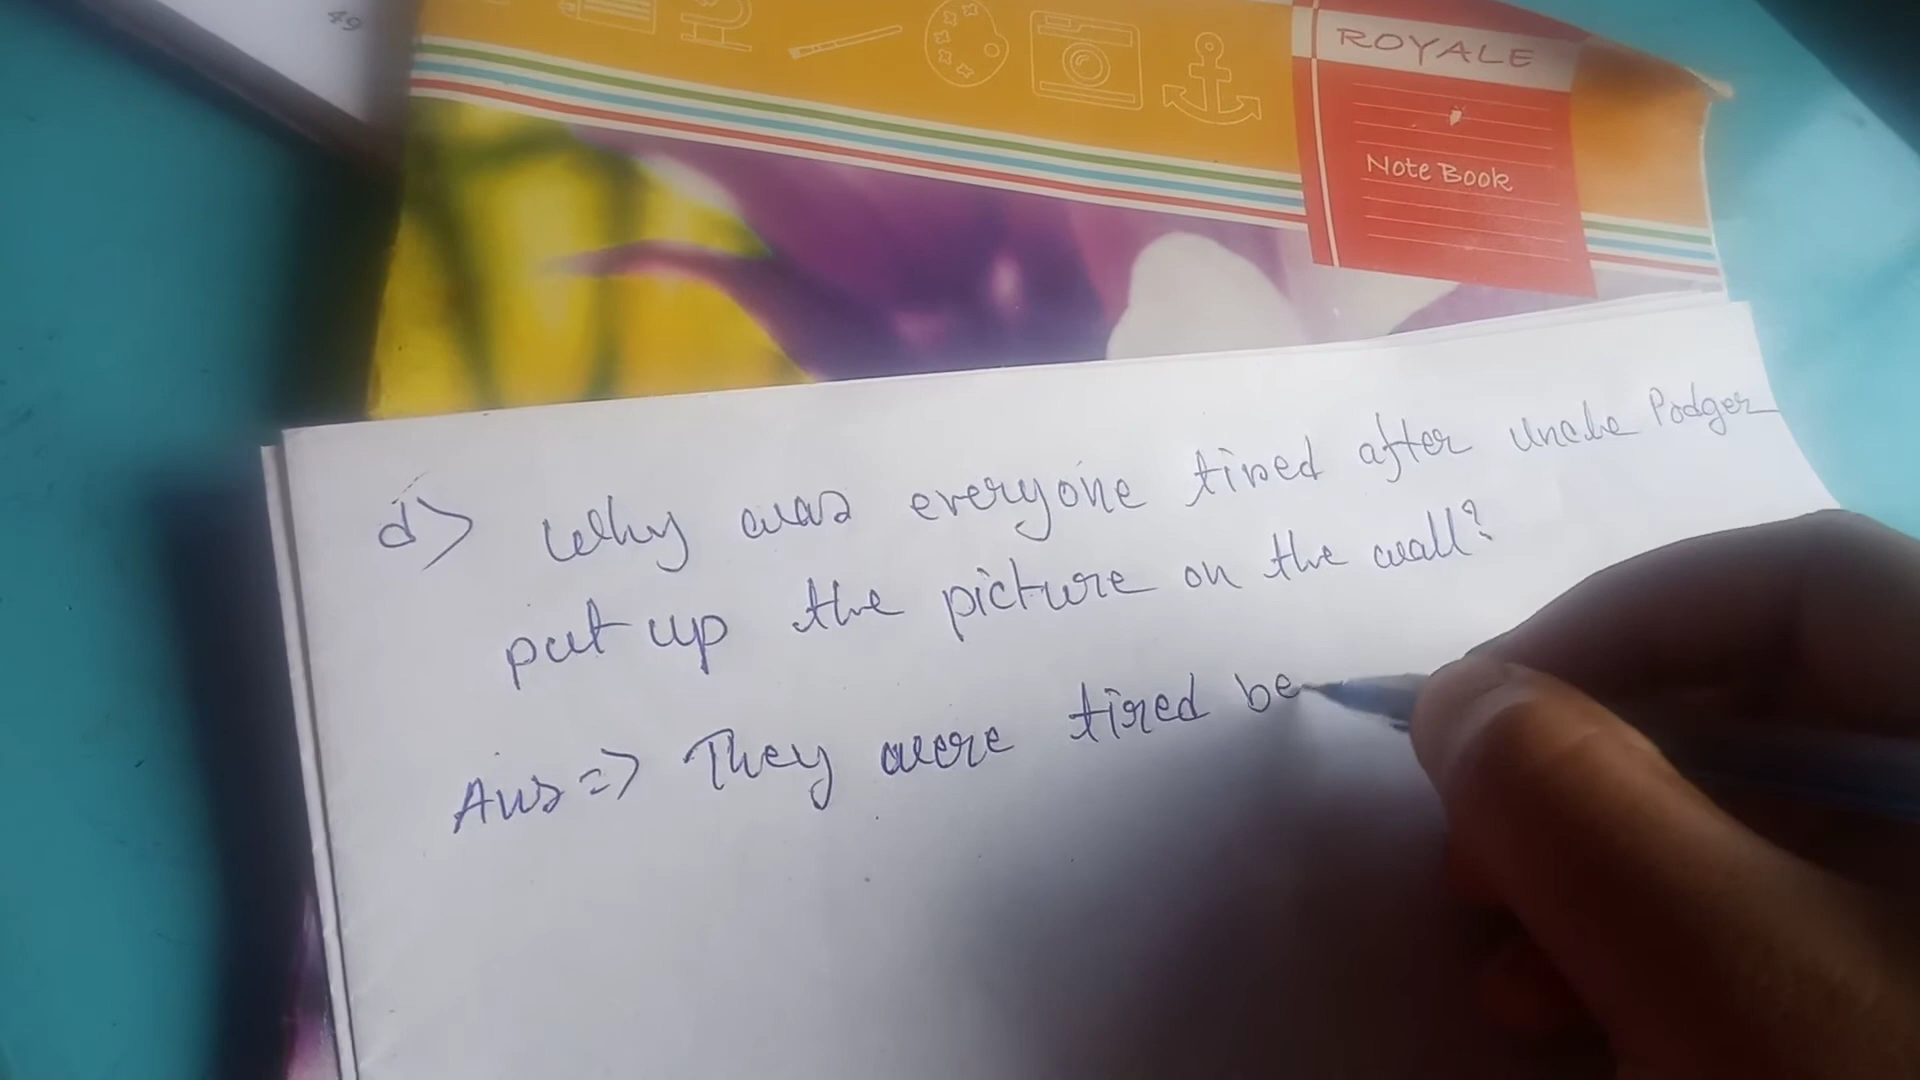 49
ROYALE
Note Book
d) Why was everyone tired after Uncle Podger
put up the picture on the wall?
Ans => They were tired be